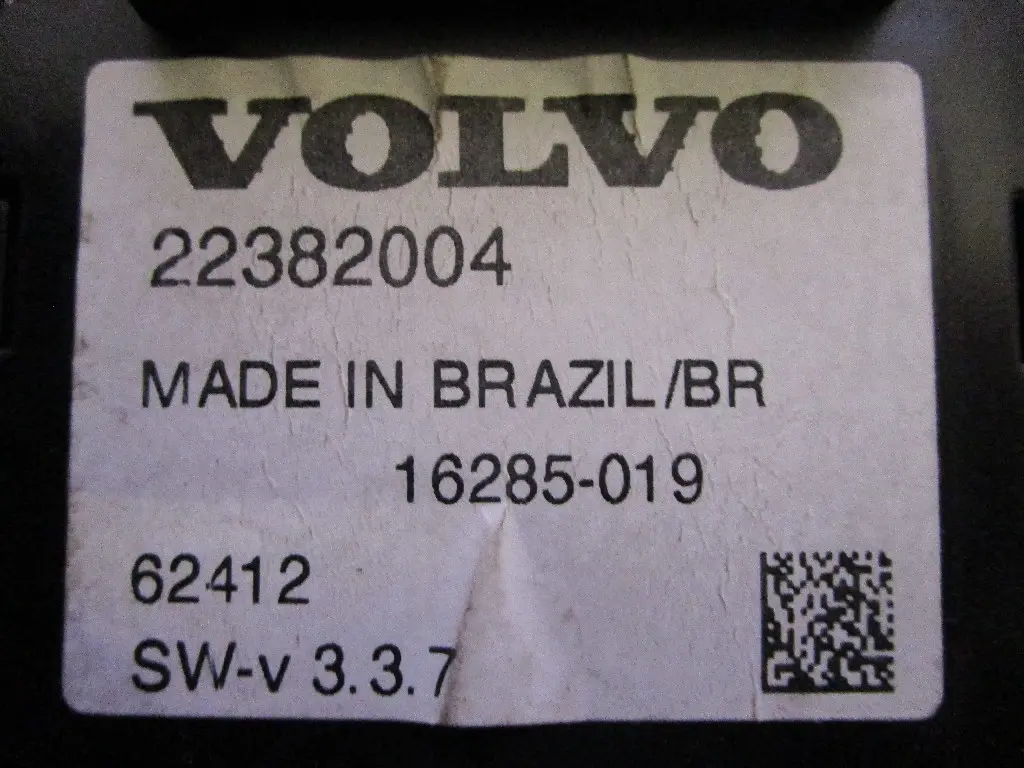 VOLVO
22382004
MADE IN BRAZIL/BR
16285-019
62412
SW-v 3.3.7